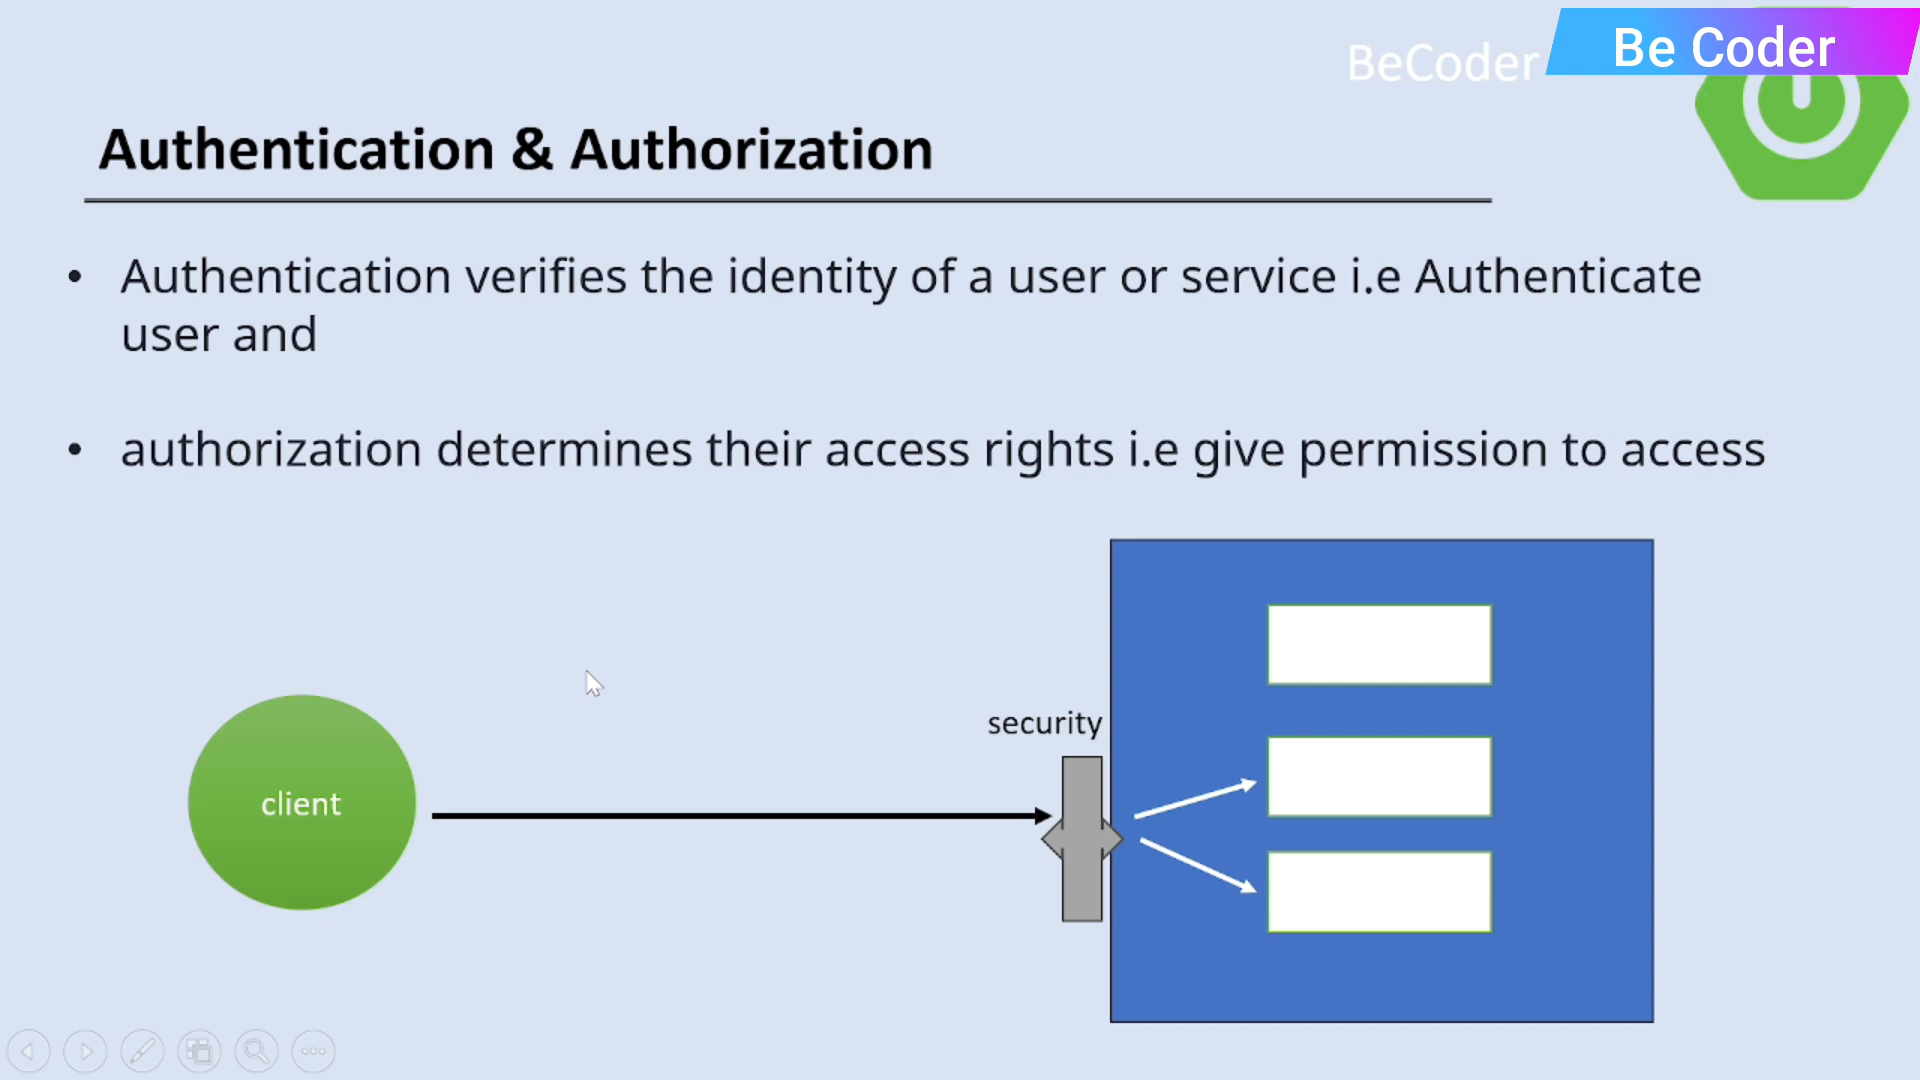 BeCoder
Be Coder
Authentication & Authorization
• Authentication verifies the identity of a user or service i.e Authenticate
user and
• authorization determines their access rights i.e give permission to access
security
client